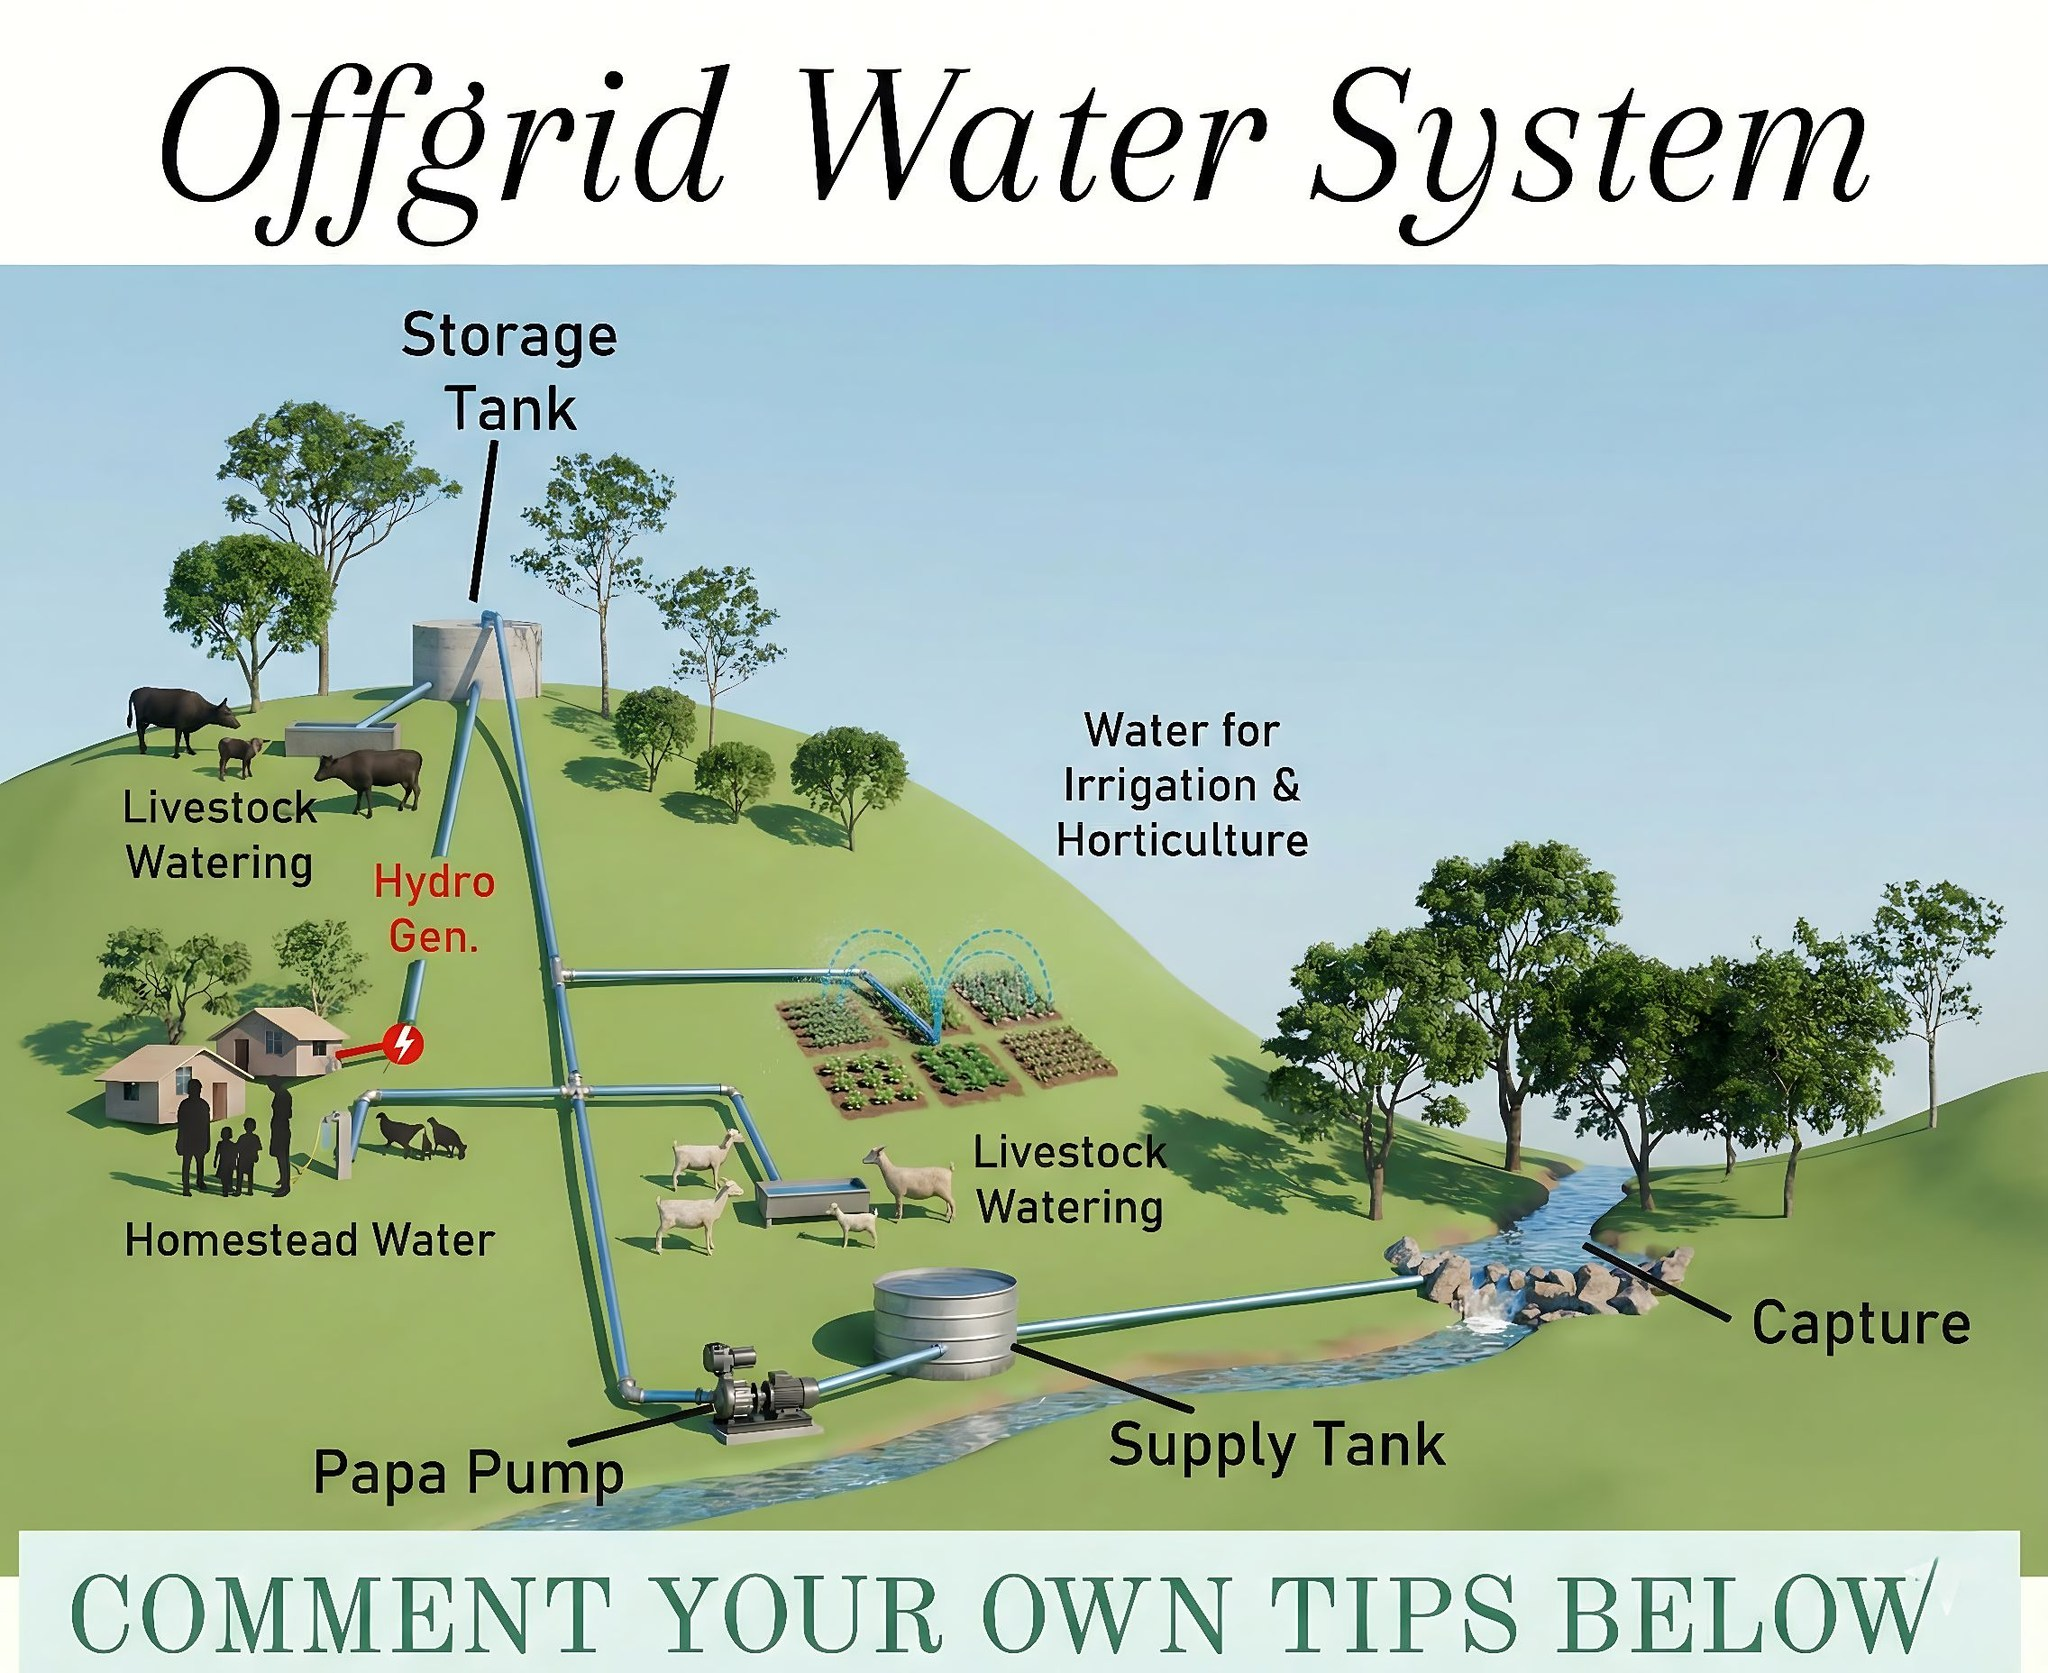 Offgrid Water System
Storage
Tank
Livestock
Watering
Hydro
Gen.
Water for
Irrigation &
Horticulture
Homestead Water
Livestock
Watering
Capture
Supply Tank
Papa Pump
COMMENT YOUR OWN TIPS BELOW